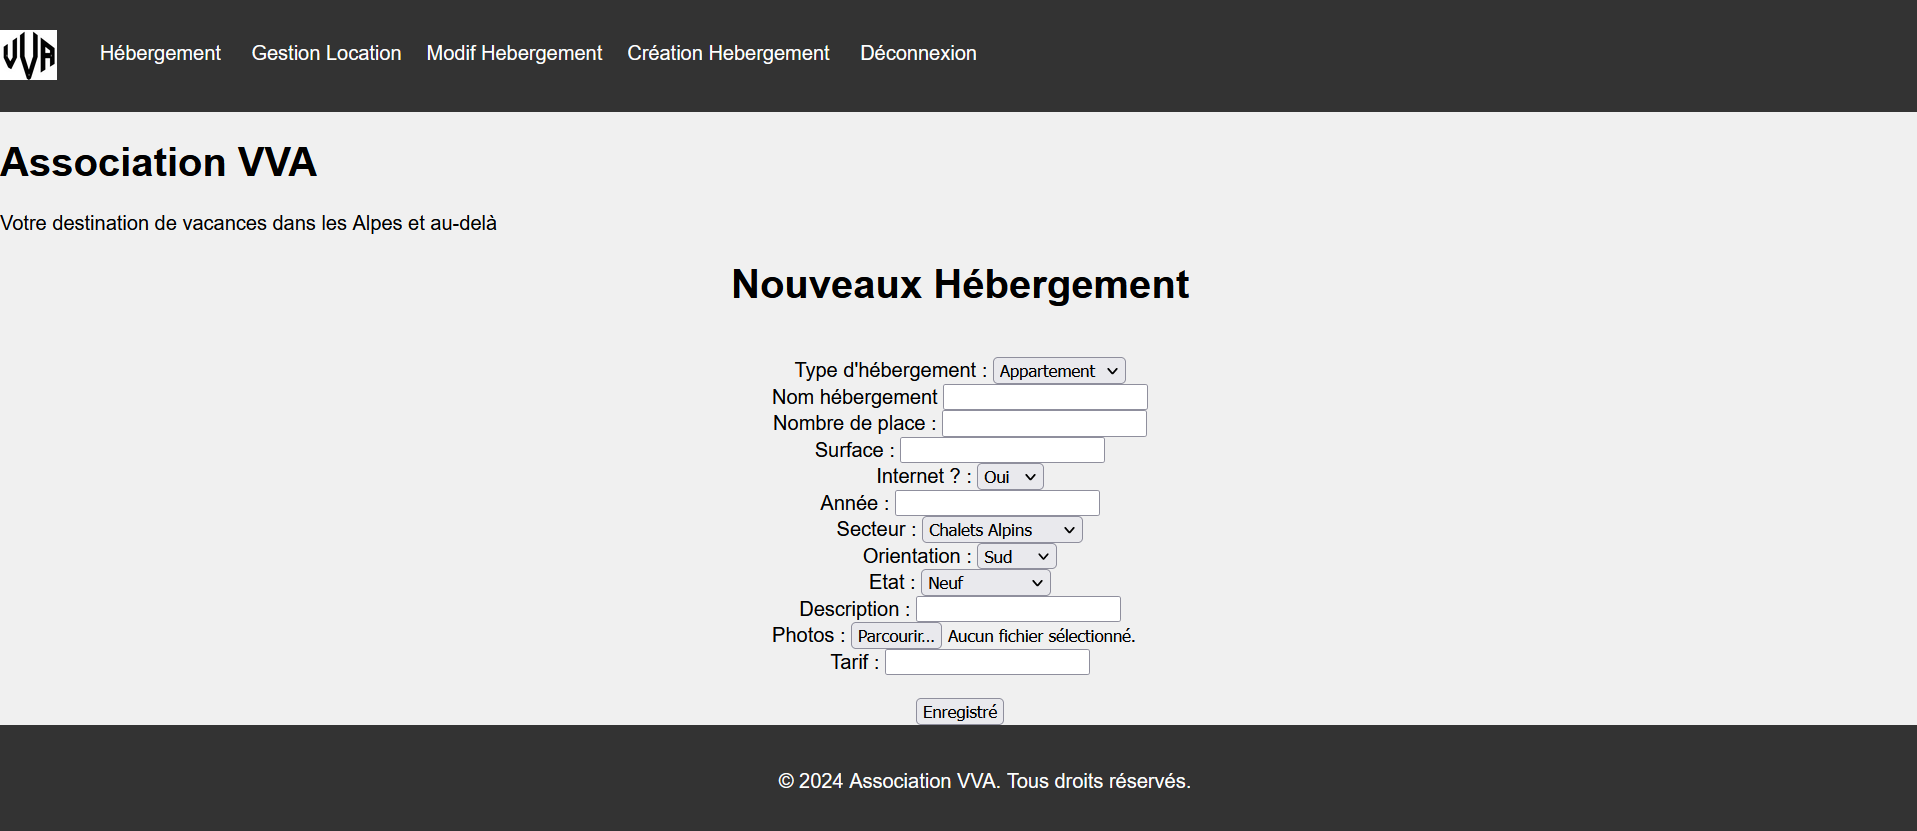 VVA
Hébergement Gestion Location Modif Hebergement Création Hebergement Déconnexion
Association VVA
Votre destination de vacances dans les Alpes et au-delà
Nouveaux Hébergement
Type d'hébergement : Appartement
Nom hébergement
Nombre de place :
Surface :
Internet ? : Oui
Année :
Secteur : Chalets Alpins
Orientation : Sud
Etat : Neuf
Description :
Photos : Parcourir... Aucun fichier sélectionné.
Tarif :
Enregistré
© 2024 Association VVA. Tous droits réservés.